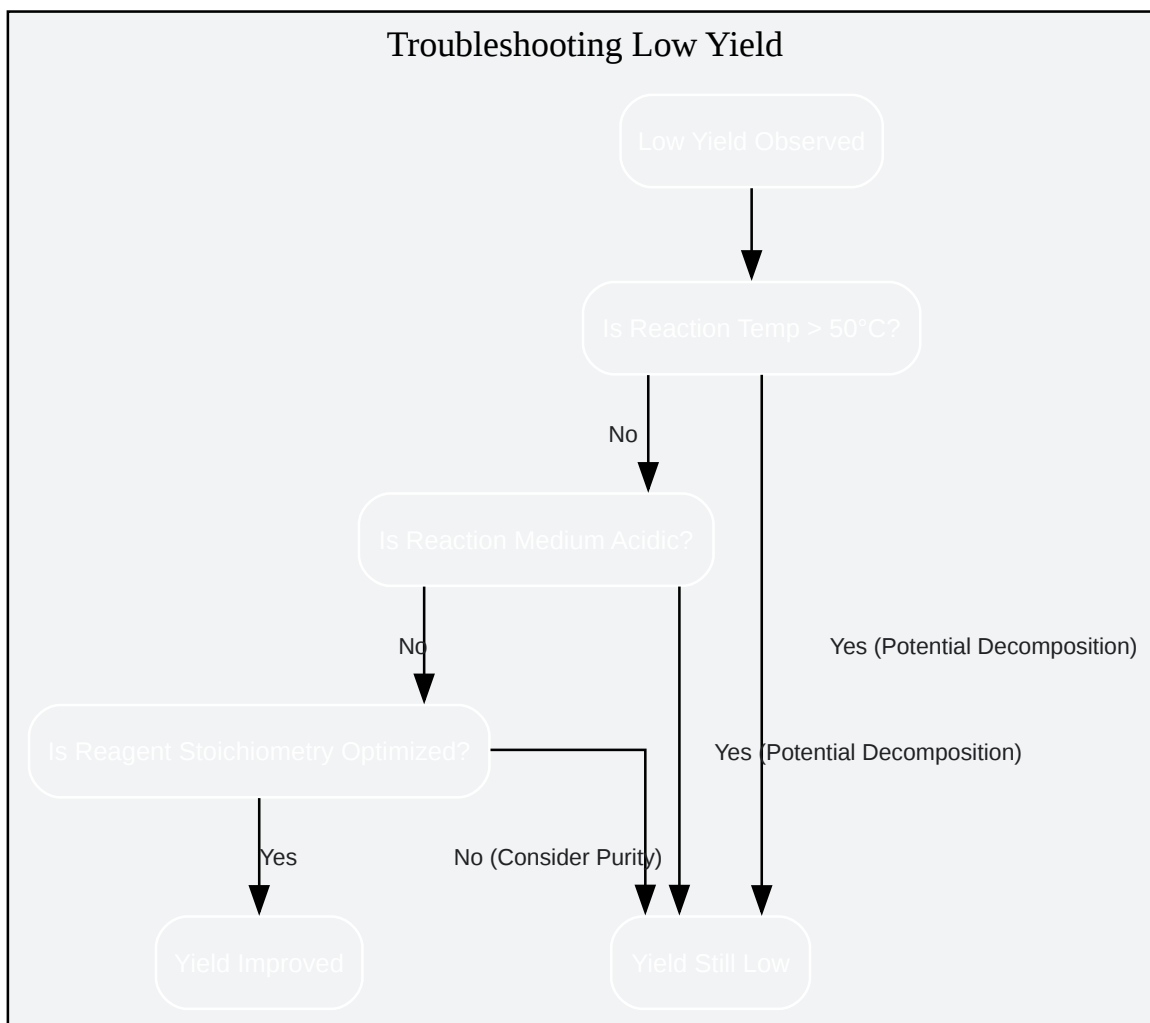 Troubleshooting Low Yield
Low Yield Observed
Is Reaction Temp > 50°C?
No
Is Reaction Medium Acidic?
No
Yes (Potential Decomposition)
Is Reagent Stoichiometry Optimized?
Yes (Potential Decomposition)
Yes
No (Consider Purity)
Yield Improved
Yield Still Low